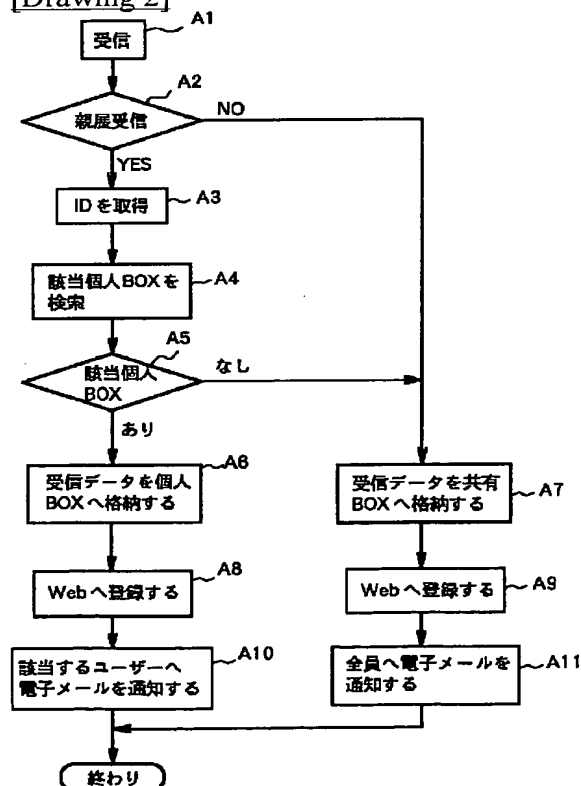 [Drawing 2]
受信
A1
親展受信
A2
NO
YES
IDを取得
A3
該当個人BOXを
検索
A4
該当個人
BOX
A5
なし
あり
受信データを個人
BOXへ格納する
A6
受信データを共有
BOXへ格納する
A7
Webへ登録する
A8
Webへ登録する
A9
該当するユーザーへ
電子メールを通知する
A10
全員へ電子メールを
通知する
A11
終わり